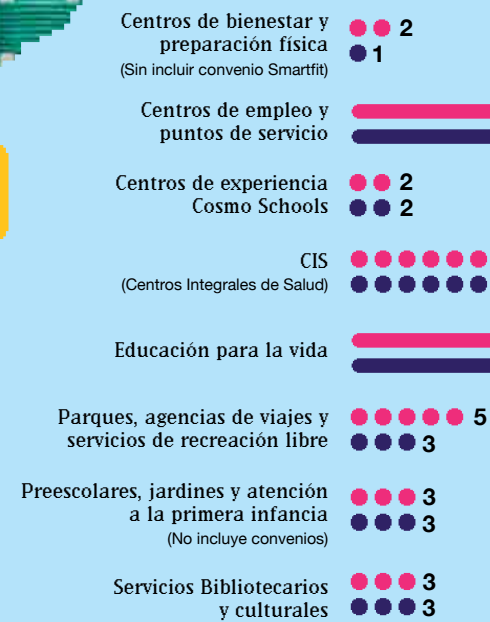 Centros de bienestar y
preparación física
(Sin incluir convenio Smartfit)
2
1
Centros de empleo y
puntos de servicio
Centros de experiencia
Cosmo Schools
2
2
CIS
(Centros Integrales de Salud)
Educación para la vida
Parques, agencias de viajes y
servicios de recreación libre
5
3
Preescolares, jardines y atención
a la primera infancia
(No incluye convenios)
3
3
Servicios Bibliotecarios
y culturales
3
3